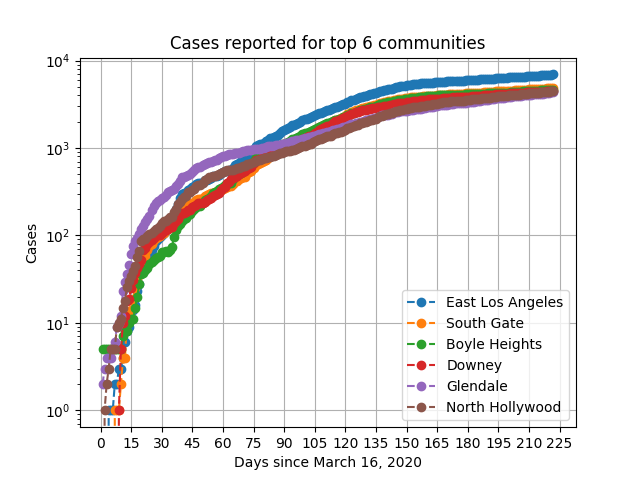 Cases reported for top 6 communities
10^4
10^3
10^2
10^1
10^0
Cases
East Los Angeles
South Gate
Boyle Heights
Downey
Glendale
North Hollywood
0 15 30 45 60 75 90 105 120 135 150 165 180 195 210 225
Days since March 16, 2020